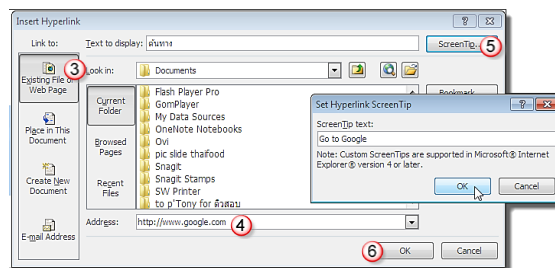 Insert Hyperlink
Link to:
Text to display: ต้นทาง
ScreenTip...
5
3
Existing File or
Web Page
Look in:
Documents
Bookmark...
Place in This
Document
Create New
Document
E-mail Address
Current
Folder
Browsed
Pages
Recent
Files
Flash Player Pro
GomPlayer
My Data Sources
OneNote Notebooks
Ovi
pic slide thaifood
Snagit
Snagit Stamps
SW Printer
to p'Tony for ติวสอบ
Address:
http://www.google.com
4
6
OK
Cancel
Set Hyperlink ScreenTip
ScreenTip text:
Go to Google
Note: Custom ScreenTips are supported in Microsoft® Internet
Explorer® version 4 or later.
OK
Cancel